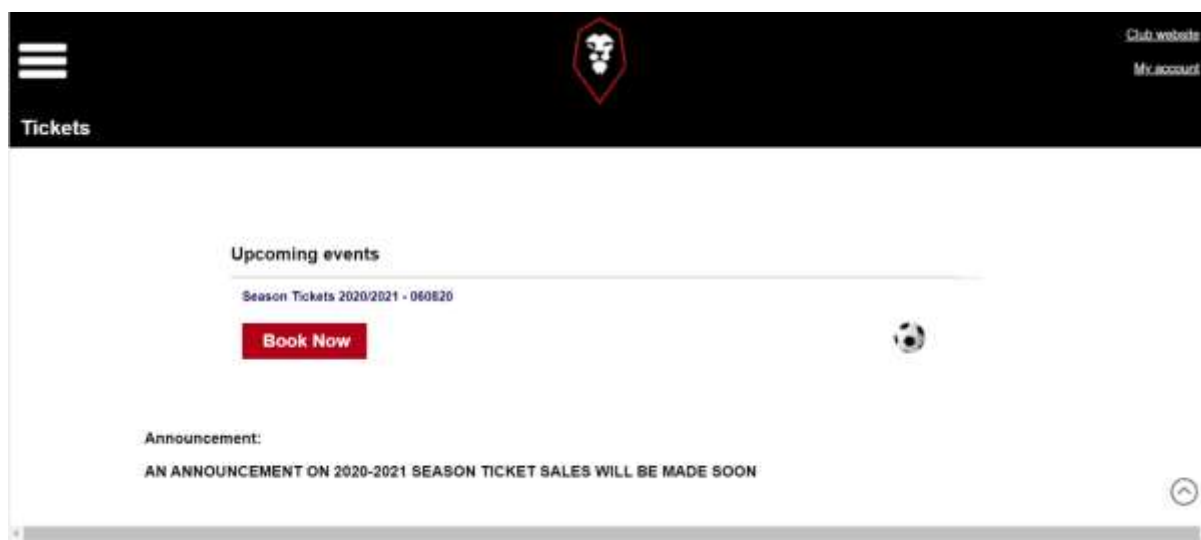 Club website
My account
Tickets
Upcoming events
Season Tickets 2020/2021 - 060820
Book Now
Announcement:
AN ANNOUNCEMENT ON 2020-2021 SEASON TICKET SALES WILL BE MADE SOON